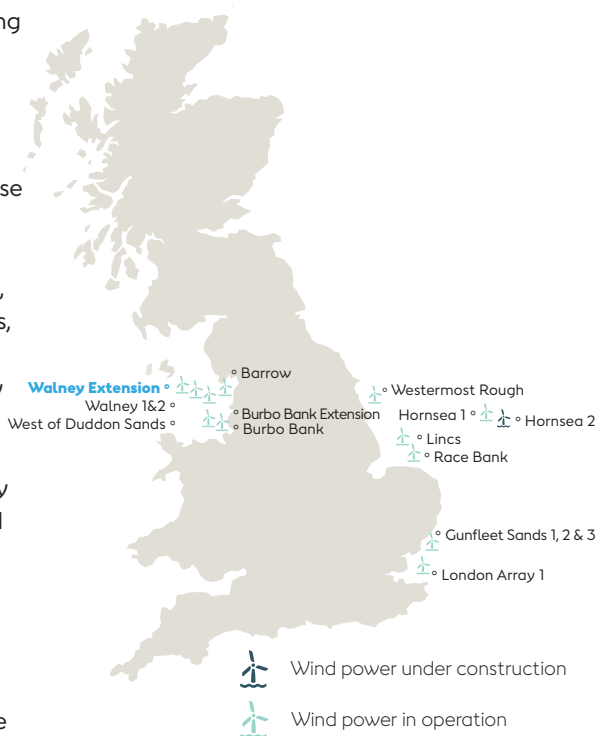 ng
se
s,
y
Barrow
Walney Extension
Westermost Rough
Walney 1&2
Burbo Bank Extension
Hornsea 1
Hornsea 2
West of Duddon Sands
Burbo Bank
Lincs
Race Bank
Gunfleet Sands 1, 2 & 3
London Array 1
Wind power under construction
Wind power in operation
e